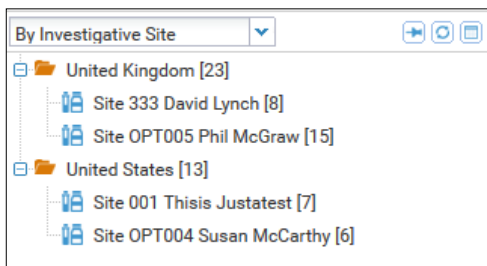 By Investigative Site
United Kingdom [23]
Site 333 David Lynch [8]
Site OPT005 Phil McGraw [15]
United States [13]
Site 001 Thisis Justatest [7]
Site OPT004 Susan McCarthy [6]